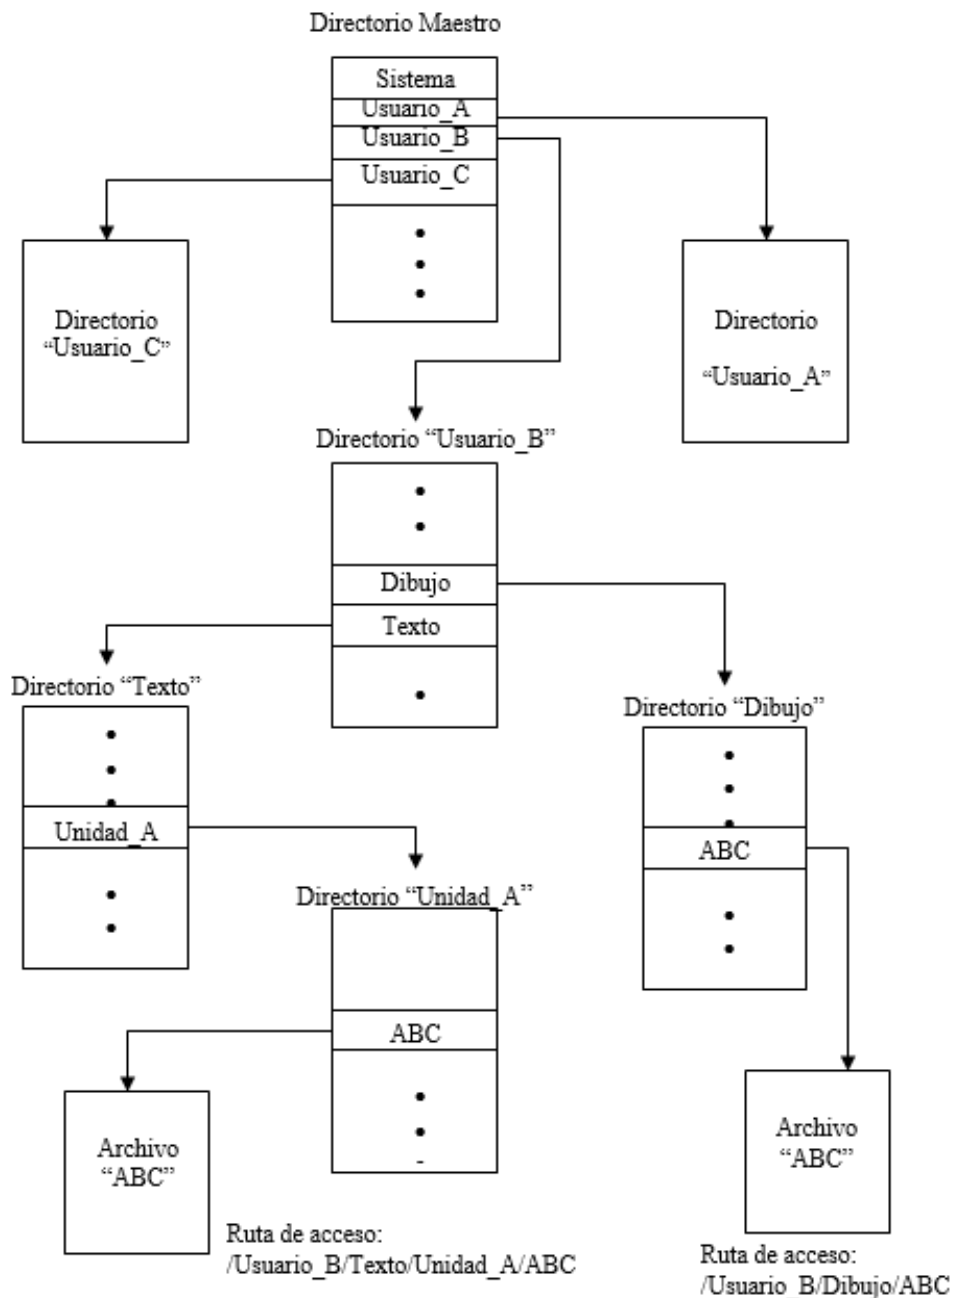 Directorio Maestro
Sistema
Usuario_A
Usuario_B
Usuario_C
Directorio
“Usuario_C”
Directorio
“Usuario_A”
Directorio “Usuario_B”
Dibujo
Texto
Directorio “Texto”
Directorio “Dibujo”
Unidad_A
ABC
Directorio “Unidad_A”
ABC
Archivo
“ABC”
Archivo
“ABC”
Ruta de acceso:
/Usuario_B/Texto/Unidad_A/ABC
Ruta de acceso:
/Usuario_B/Dibujo/ABC